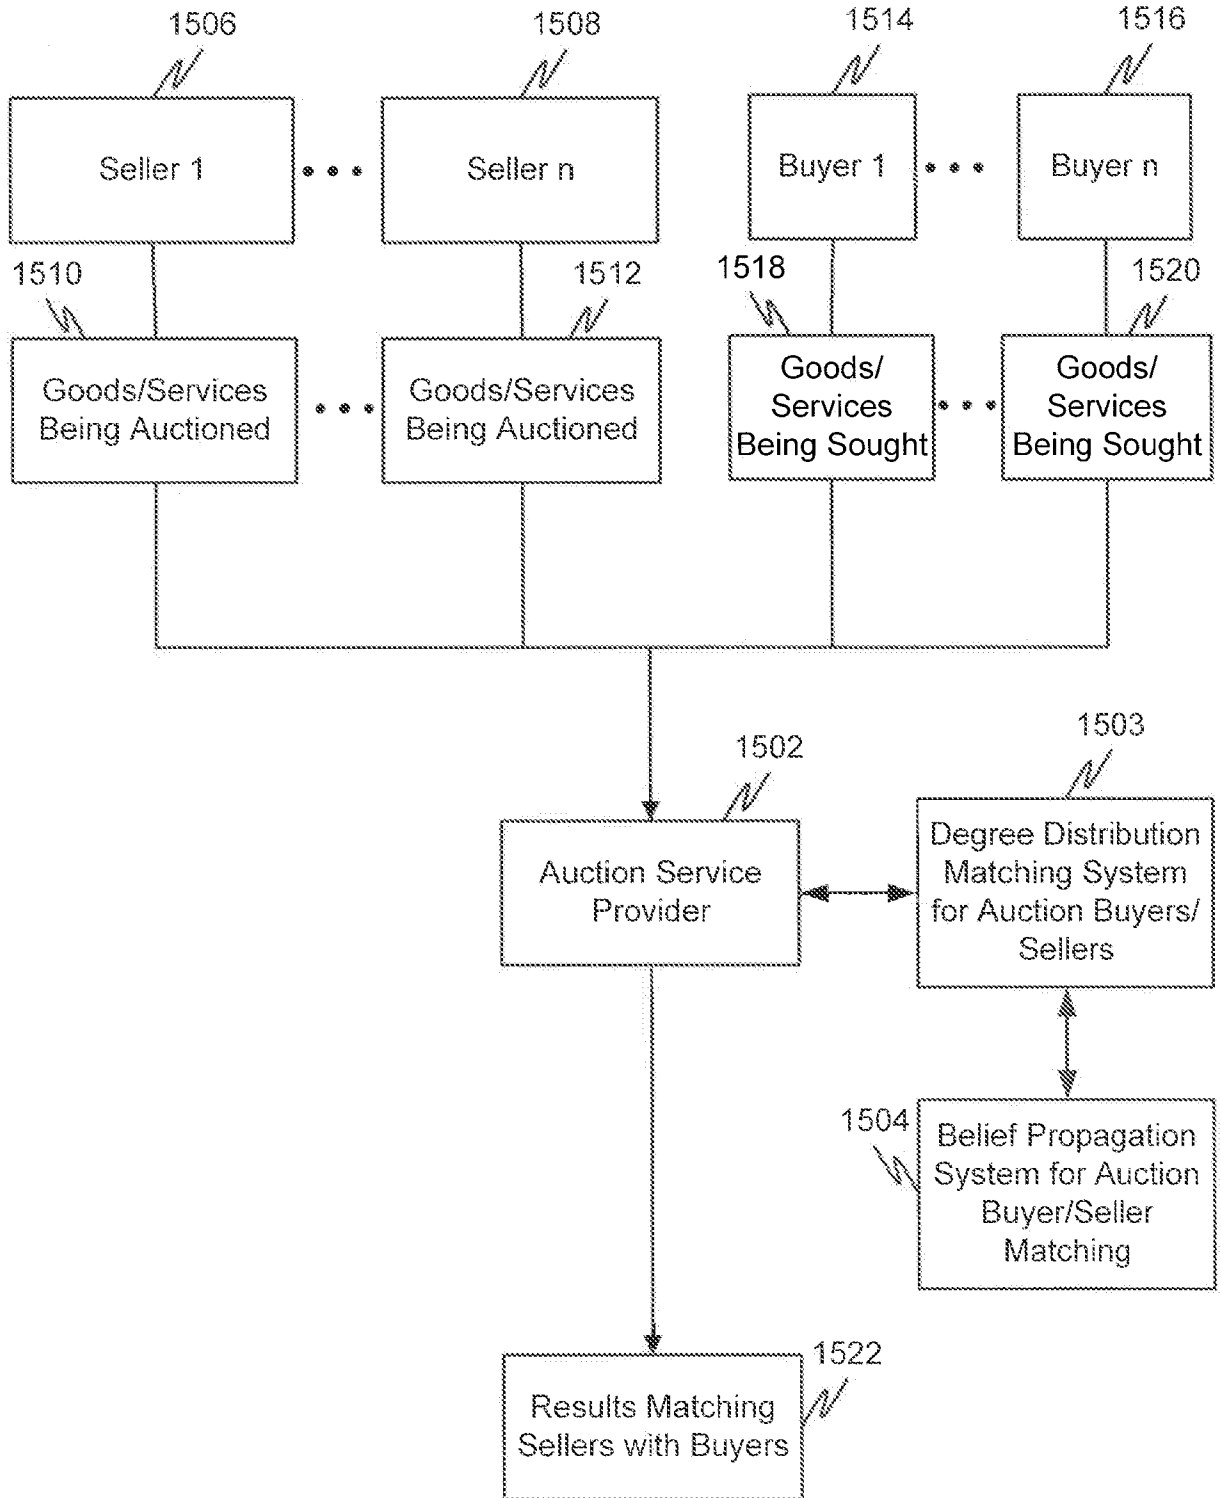 1506
1508
1514
1516
Seller 1
Seller n
Buyer 1
Buyer n
1510
1512
1518
1520
Goods/Services
Being Auctioned
Goods/Services
Being Auctioned
Goods/
Services
Being Sought
Goods/
Services
Being Sought
1502
1503
Auction Service
Provider
Degree Distribution
Matching System
for Auction Buyers/
Sellers
1504
Belief Propagation
System for Auction
Buyer/Seller
Matching
1522
Results Matching
Sellers with Buyers